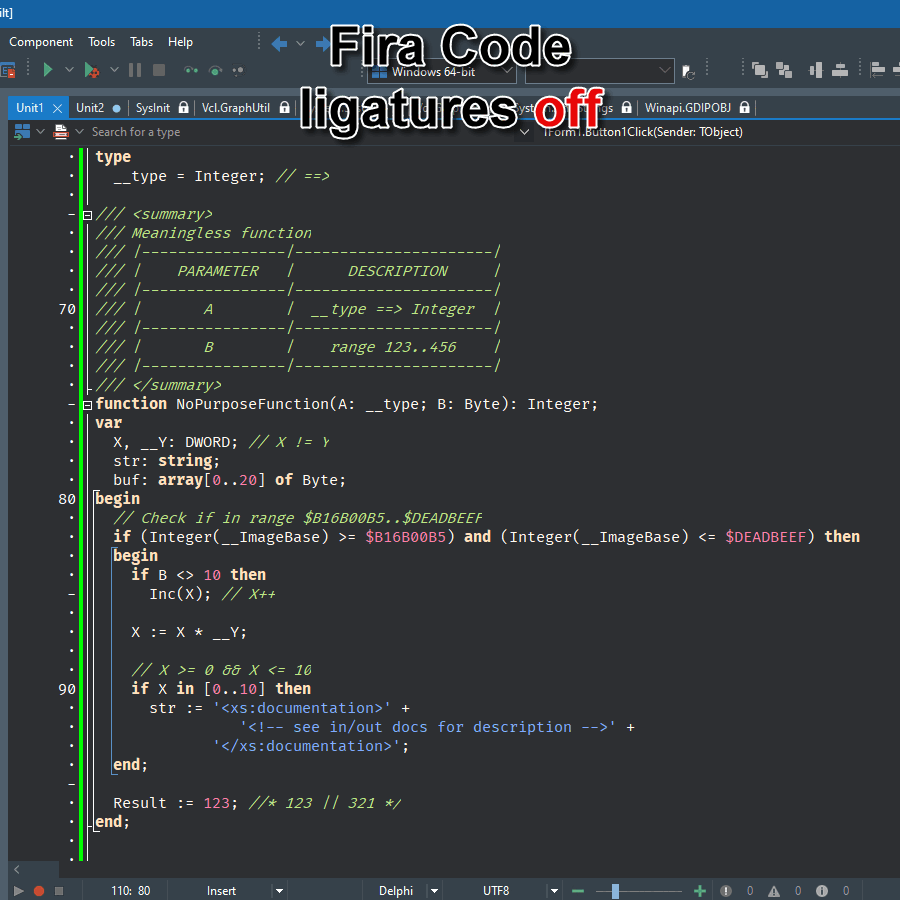 ilt]
Component Tools Tabs Help
Fira Code
ligatures off
Windows 64-bit
Unit1 Unit2 SysInit Vcl.GraphUtil Winapi.GDIPOBJ
Search for a type
TForm1.Button1Click(Sender: TObject)
type
__type = Integer; // ==>
/// <summary>
/// Meaningless function
/// |----------------|----------------------|
/// |    PARAMETER   |      DESCRIPTION     |
/// |----------------|----------------------|
70 /// |       A        |  __type ==> Integer  |
/// |----------------|----------------------|
/// |       B        |    range 123..456    |
/// |----------------|----------------------|
/// </summary>
function NoPurposeFunction(A: __type; B: Byte): Integer;
var
X, __Y: DWORD; // X != Y
str: string;
buf: array[0..20] of Byte;
80 begin
// Check if in range $B16B00B5..$DEADBEEF
if (Integer(__ImageBase) >= $B16B00B5) and (Integer(__ImageBase) <= $DEADBEEF) then
begin
if B <> 10 then
Inc(X); // X++
X := X * __Y;
// X >= 0 && X <= 10
90 if X in [0..10] then
str := '<xs:documentation>' +
'<!-- see in/out docs for description -->' +
'</xs:documentation>';
end;
Result := 123; //* 123 || 321 */
end;
110: 80 Insert Delphi UTF8 0 0 0